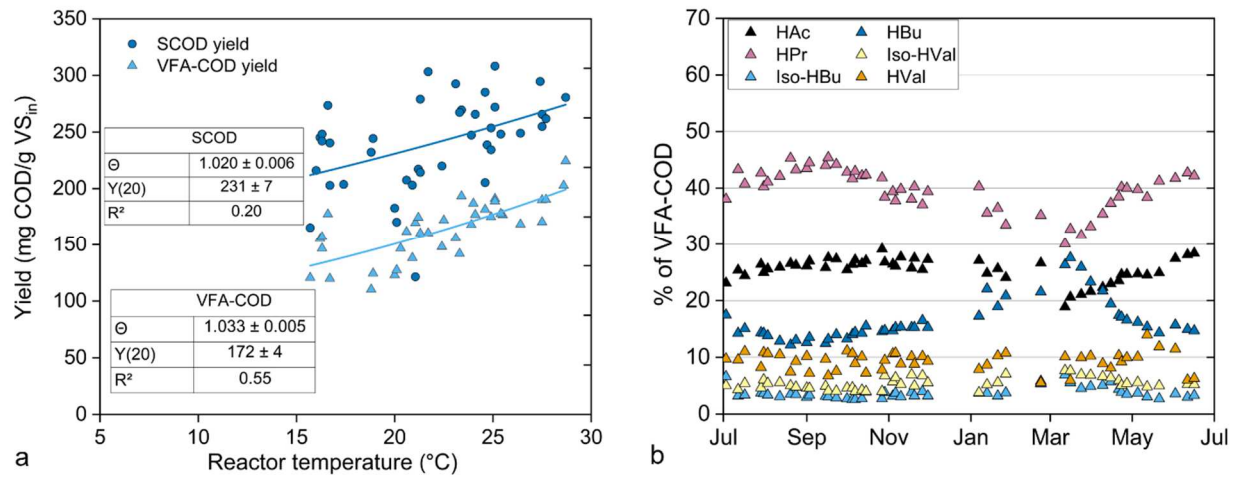 350
300
250
200
150
100
50
0
Yield (mg COD/g VSin)
SCOD yield
VFA-COD yield
SCOD
Θ 1.020 ± 0.006
Y(20) 231 ± 7
R² 0.20
VFA-COD
Θ 1.033 ± 0.005
Y(20) 172 ± 4
R² 0.55
5 10 15 20 25 30
Reactor temperature (°C)
a
70
60
50
40
30
20
10
0
% of VFA-COD
HAc HBu
HPr Iso-HVal
Iso-HBu HVal
Jul Sep Nov Jan Mar May Jul
b